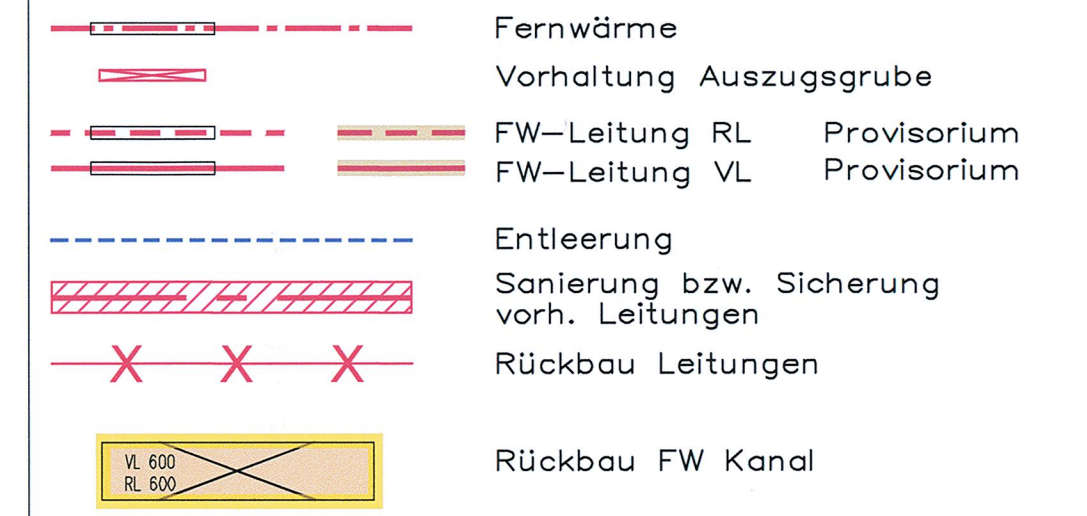 Fernwärme
Vorhaltung Auszugsgrube
FW–Leitung RL Provisorium
FW–Leitung VL Provisorium
Entleerung
Sanierung bzw. Sicherung
vorh. Leitungen
Rückbau Leitungen
VL 600
RL 600
Rückbau FW Kanal